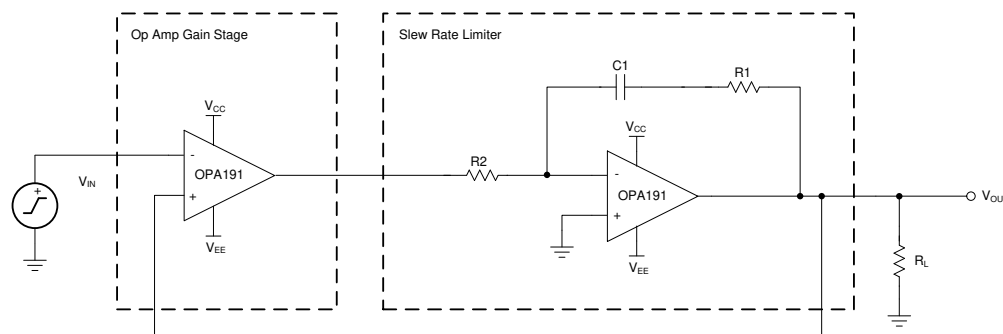 Op Amp Gain Stage
Slew Rate Limiter
C1
R1
VCC
VCC
R2
-
+
OPA191
VIN
+
-
+
OPA191
VOU
VEE
VEE
RL